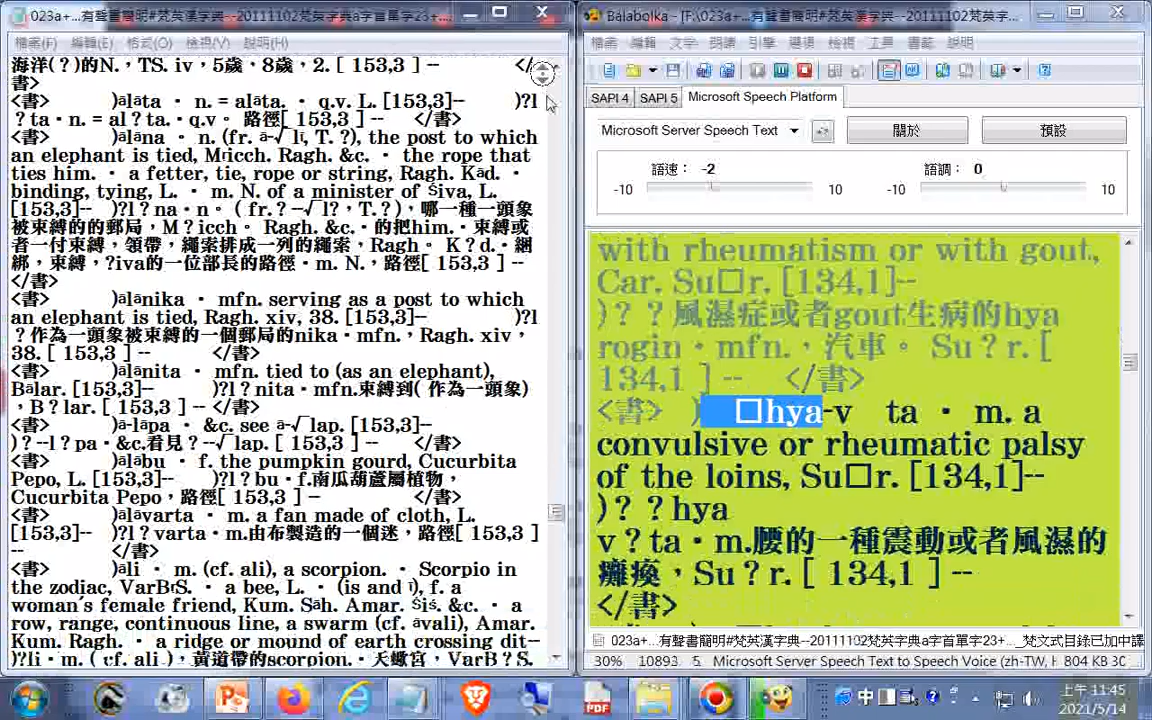 023a+...有聲書簡明#梵英漢字典--20111102梵英字典a字首單字23+...
檔案(F) 編輯(E) 格式(O) 檢視(V) 說明(H)
海洋(?)的N.,TS. iv,5歲、8歲,2. [ 153,3 ] -- </
書>
<書> )ālāta · n. = alāta. · q.v. L. [153,3]-- )?l
?ta·n. = al?ta.·q.v。路徑[ 153,3 ] -- </書>
<書> )ālāna · n. (fr. ā-√ lī, T. ?), the post to which
an elephant is tied, Mṛicch. Ragh. &c. · the rope that
ties him. · a fetter, tie, rope or string, Ragh. Kād. ·
binding, tying, L. · m. N. of a minister of Śiva, L.
[153,3]-- )?l?na·n。( fr.?--√ l?,T.?),哪一種一頭象
被束縛的的郵局,M?icch。Ragh. &c.·的把him.·束縛或
者一付束縛,領帶,繩索排成一列的繩索,Ragh。K?d.·綑
綁,束縛,?iva的一位部長的路徑·m. N.,路徑[ 153,3 ] --
</書>
<書> )ālānika · mfn. serving as a post to which
an elephant is tied, Ragh. xiv, 38. [153,3]-- )?l
?作為一頭象被束縛的一個郵局的nika·mfn.,Ragh. xiv,
38. [ 153,3 ] -- </書>
<書> )ālānita · mfn. tied to (as an elephant),
Bālar. [153,3]-- )?l?nita·mfn.束縛到( 作為一頭象)
,B?lar. [ 153,3 ] -- </書>
<書> )ā-lāpa · &c. see ā-√lap. [153,3]--
)?--l?pa·&c.看見?--√lap. [ 153,3 ] -- </書>
<書> )ālābu · f. the pumpkin gourd, Cucurbita
Pepo, L. [153,3]-- )?l?bu·f.南瓜葫蘆屬植物,
Cucurbita Pepo,路徑[ 153,3 ] -- </書>
<書> )ālāvarta · m. a fan made of cloth, L.
[153,3]-- )?l?varta·m.由布製造的一個迷,路徑[ 153,3 ]
-- </書>
<書> )āli · m. (cf. ali), a scorpion. · Scorpio in
the zodiac, VarBṛS. · a bee, L. · (is and ī), f. a
woman's female friend, Kum. Sāh. Amar. Śiś. &c. · a
row, range, continuous line, a swarm (cf. āvali), Amar.
Kum. Ragh. · a ridge or mound of earth crossing dit--
)?li·m. ( cf. ali ),黃道帶的scorpion.·天蠍宮,VarB?S.
Balabolka - [F:\023a+...有聲書簡明#梵英漢字典--20111102梵英字...
檔案 編輯 文字 朗讀 引擎 選項 檢視 工具 書籤 說明
SAPI 4 SAPI 5 Microsoft Speech Platform
Microsoft Server Speech Text 關於 預設
語速: -2 語調: 0
-10 10 -10 10
with rheumatism or with gout,
Car. Su□r. [134,1]--
)??風濕症或者gout生病的hya
rogin·mfn.,汽車。Su?r. [
134,1 ] -- </書>
<書> ) □hya-v ta · m. a
convulsive or rheumatic palsy
of the loins, Su□r. [134,1]--
)??hya
v?ta·m.腰的一種震動或者風濕的
癱瘓,Su?r. [ 134,1 ] --
</書>
023a+...有聲書簡明#梵英漢字典--20111102梵英字典a字首單字23+..._梵文式目錄已加中譯
30% 10893 5. Microsoft Server Speech Text to Speech Voice (zh-TW, H 804 KB 30
中
上午 11:45
2021/5/14